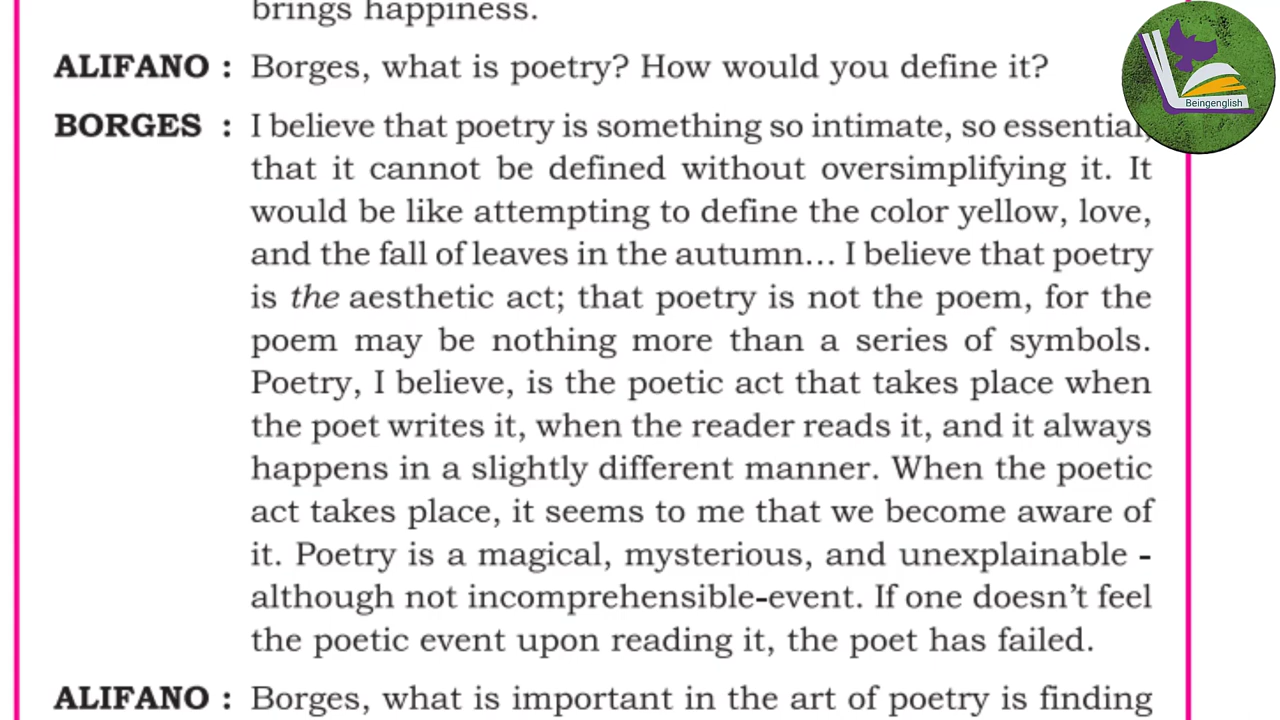 brings happiness.
ALIFANO : Borges, what is poetry? How would you define it?
BORGES : I believe that poetry is something so intimate, so essential,
that it cannot be defined without oversimplifying it. It
would be like attempting to define the color yellow, love,
and the fall of leaves in the autumn... I believe that poetry
is the aesthetic act; that poetry is not the poem, for the
poem may be nothing more than a series of symbols.
Poetry, I believe, is the poetic act that takes place when
the poet writes it, when the reader reads it, and it always
happens in a slightly different manner. When the poetic
act takes place, it seems to me that we become aware of
it. Poetry is a magical, mysterious, and unexplainable -
although not incomprehensible-event. If one doesn't feel
the poetic event upon reading it, the poet has failed.
ALIFANO : Borges, what is important in the art of poetry is finding
Beingenglish